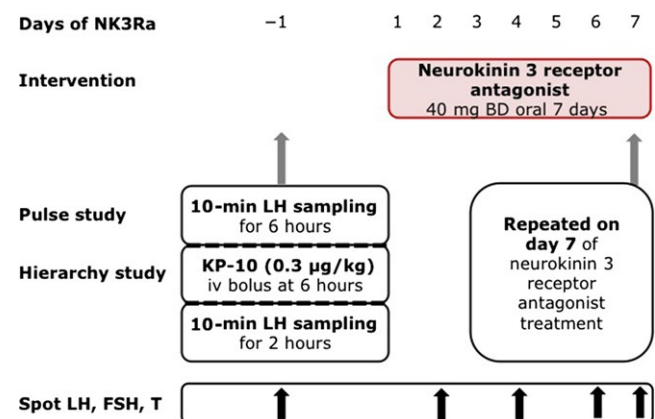 Days of NK3Ra −1 1 2 3 4 5 6 7
Intervention
Neurokinin 3 receptor
antagonist
40 mg BD oral 7 days
Pulse study
10-min LH sampling
for 6 hours
Hierarchy study
KP-10 (0.3 µg/kg)
iv bolus at 6 hours
10-min LH sampling
for 2 hours
Repeated on
day 7 of
neurokinin 3
receptor
antagonist
treatment
Spot LH, FSH, T